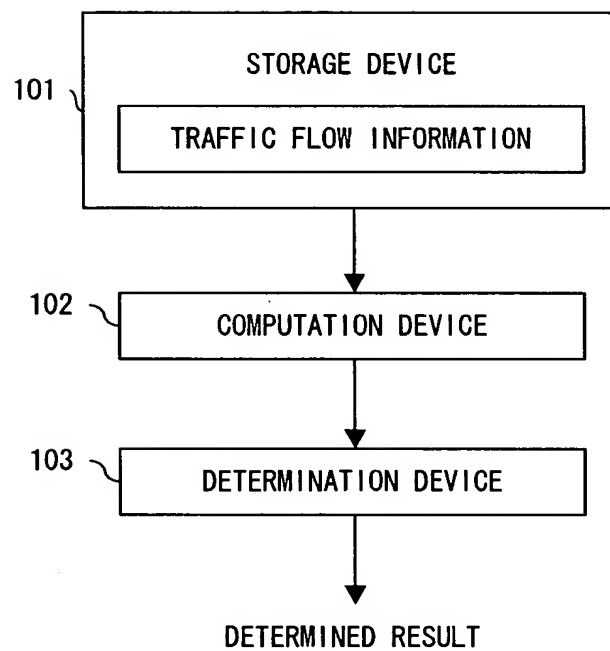 STORAGE DEVICE
101
TRAFFIC FLOW INFORMATION
102
COMPUTATION DEVICE
103
DETERMINATION DEVICE
DETERMINED RESULT